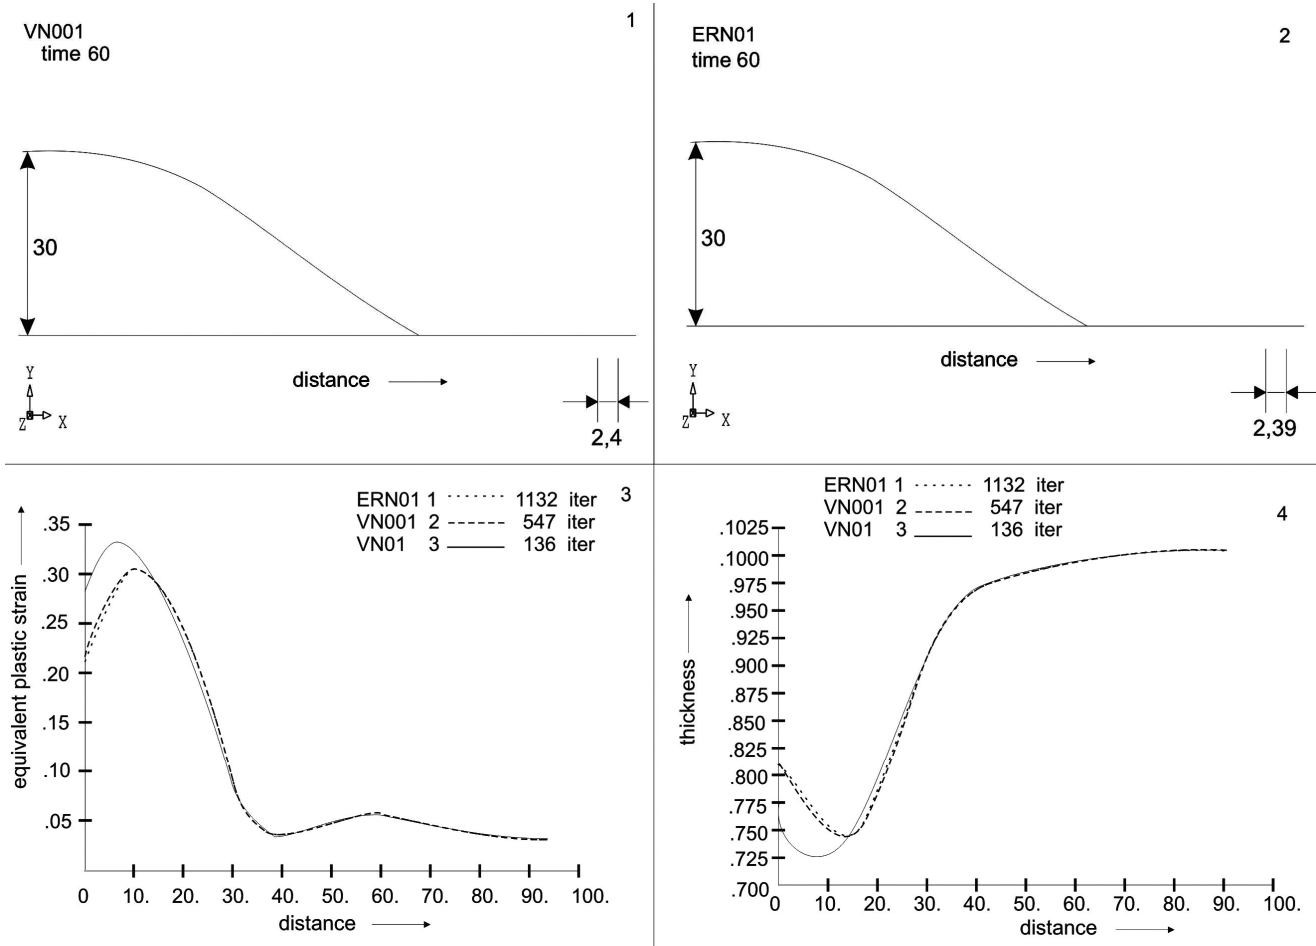 VN001
time 60
1
30
distance
Y
Z X
2,4
ERN01
time 60
2
30
distance
Y
Z X
2,39
3
ERN01 1 1132 iter
VN001 2 547 iter
VN01 3 136 iter
equivalent plastic strain
.35
.30
.25
.20
.15
.10
.05
0 10. 20. 30. 40. 50. 60. 70. 80. 90. 100.
distance
4
ERN01 1 1132 iter
VN001 2 547 iter
VN01 3 136 iter
thickness
.1025
.1000
.975
.950
.925
.900
.875
.850
.825
.800
.775
.750
.725
.700
0 10. 20. 30. 40. 50. 60. 70. 80. 90. 100.
distance